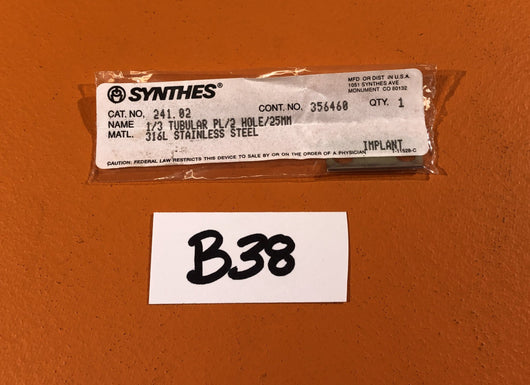 SYNTHES®
MFG OR DIST IN U.S.A.
1051 SYNTHES AVE
MONUMENT CO 80132
CAT. NO. 241.02 CONT. NO. 356460 QTY. 1
NAME 1/3 TUBULAR PL/2 HOLE/25MM
MATL. 316L STAINLESS STEEL
IMPLANT
CAUTION: FEDERAL LAW RESTRICTS THIS DEVICE TO SALE BY OR ON THE ORDER OF A PHYSICIAN
B38